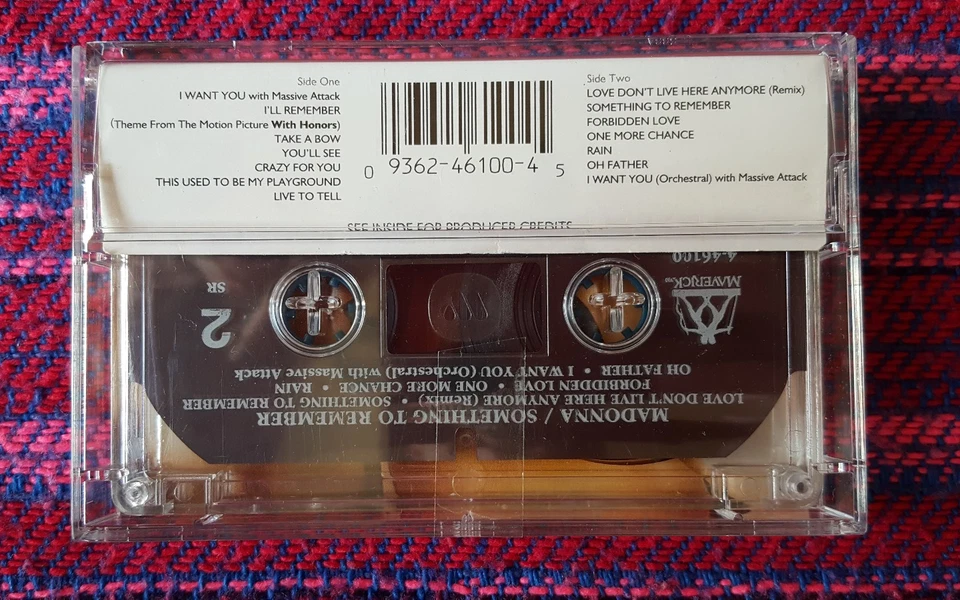 Side One
I WANT YOU with Massive Attack
I'LL REMEMBER
(Theme From The Motion Picture With Honors)
TAKE A BOW
YOU'LL SEE
CRAZY FOR YOU
THIS USED TO BE MY PLAYGROUND
LIVE TO TELL
0 9362-46100-4 5
Side Two
LOVE DON'T LIVE HERE ANYMORE (Remix)
SOMETHING TO REMEMBER
FORBIDDEN LOVE
ONE MORE CHANCE
RAIN
OH FATHER
I WANT YOU (Orchestral) with Massive Attack
SEE INSIDE FOR PRODUCER CREDITS
MADONNA / SOMETHING TO REMEMBER
LOVE DON'T LIVE HERE ANYMORE (Remix) • SOMETHING TO REMEMBER
FORBIDDEN LOVE • ONE MORE CHANCE • RAIN
OH FATHER • I WANT YOU (Orchestral) with Massive Attack
MAVERICK
4-46100
2
SR